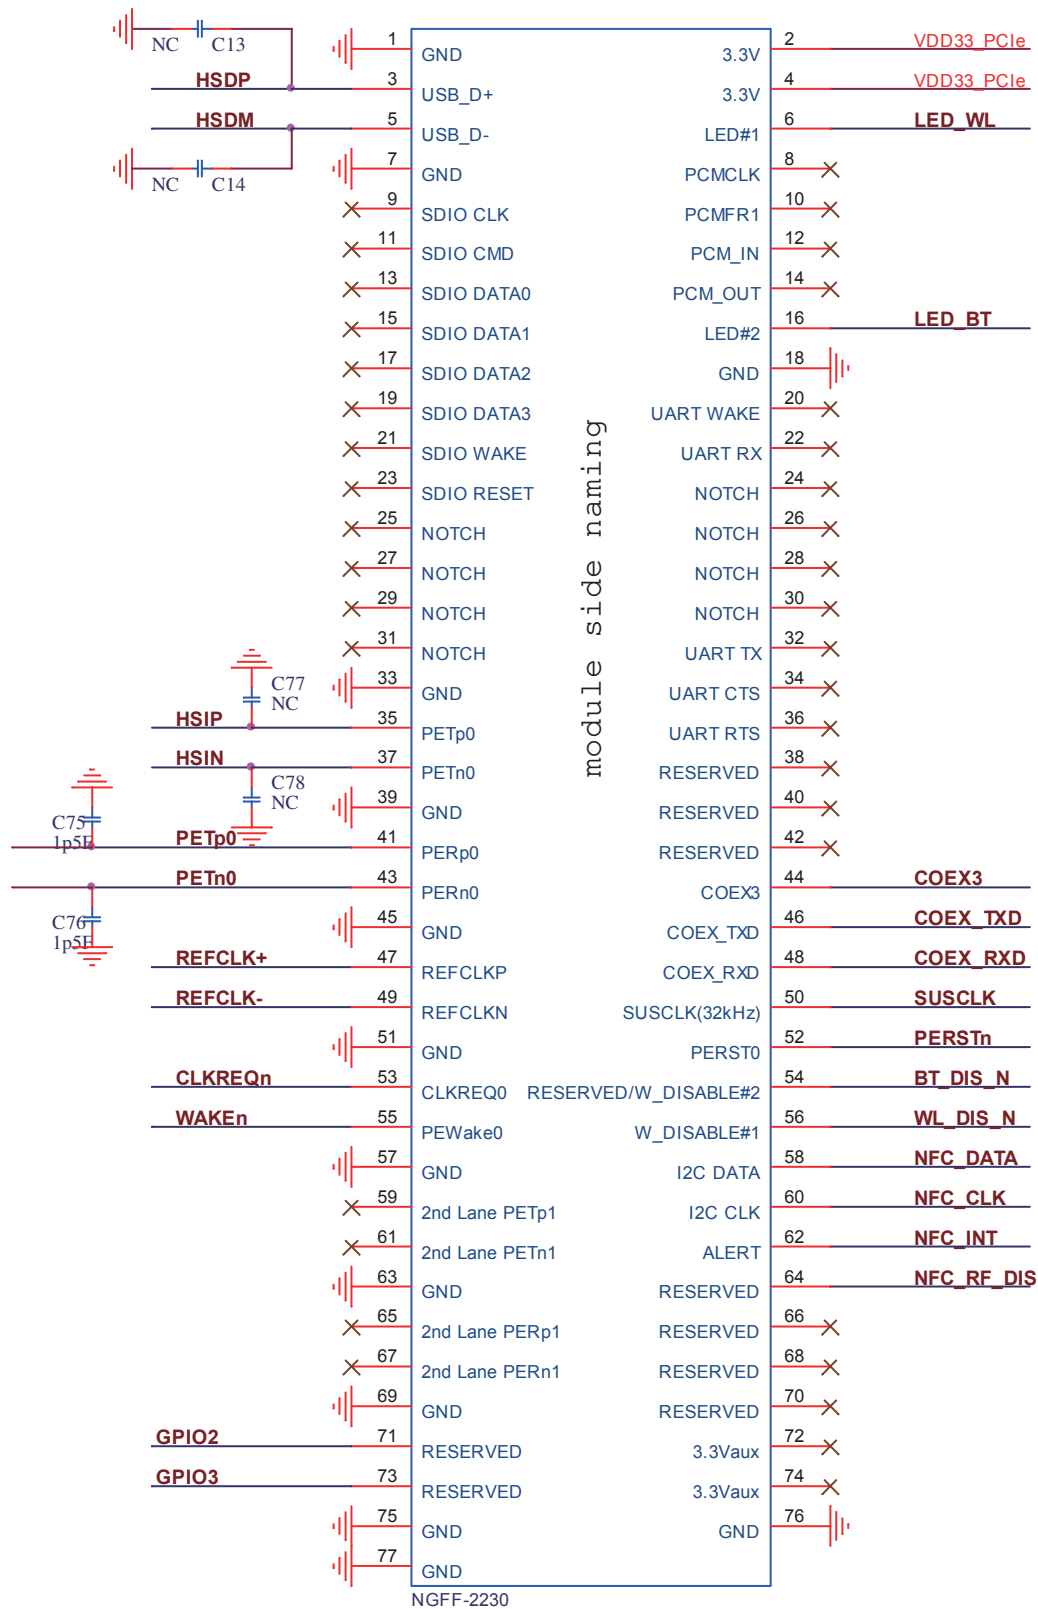 NC C13
1 GND 3.3V 2 VDD33_PCIe
HSDP 3 USB_D+ 3.3V 4 VDD33_PCIe
HSDM 5 USB_D- LED#1 6 LED_WL
NC C14
7 GND PCMCLK 8
9 SDIO CLK PCMFR1 10
11 SDIO CMD PCM_IN 12
13 SDIO DATA0 PCM_OUT 14
15 SDIO DATA1 LED#2 16 LED_BT
17 SDIO DATA2 GND 18
19 SDIO DATA3 UART WAKE 20
21 SDIO WAKE UART RX 22
23 SDIO RESET NOTCH 24
25 NOTCH NOTCH 26
27 NOTCH NOTCH 28
29 NOTCH NOTCH 30
31 NOTCH UART TX 32
module side naming
C77
NC
33 GND UART CTS 34
HSIP 35 PETp0 UART RTS 36
HSIN 37 PETn0 RESERVED 38
C78
NC
39 GND RESERVED 40
C75
1p5F
PETp0 41 PERp0 RESERVED 42
PETn0 43 PERn0 COEX3 44 COEX3
C76
1p5F
45 GND COEX_TXD 46 COEX_TXD
REFCLK+ 47 REFCLKP COEX_RXD 48 COEX_RXD
REFCLK- 49 REFCLKN SUSCLK(32kHz) 50 SUSCLK
51 GND PERST0 52 PERSTn
CLKREQn 53 CLKREQ0 RESERVED/W_DISABLE#2 54 BT_DIS_N
WAKEn 55 PEWake0 W_DISABLE#1 56 WL_DIS_N
57 GND I2C DATA 58 NFC_DATA
59 2nd Lane PETp1 I2C CLK 60 NFC_CLK
61 2nd Lane PETn1 ALERT 62 NFC_INT
63 GND RESERVED 64 NFC_RF_DIS
65 2nd Lane PERp1 RESERVED 66
67 2nd Lane PERn1 RESERVED 68
69 GND RESERVED 70
GPIO2 71 RESERVED 3.3Vaux 72
GPIO3 73 RESERVED 3.3Vaux 74
75 GND GND 76
77 GND
NGFF-2230